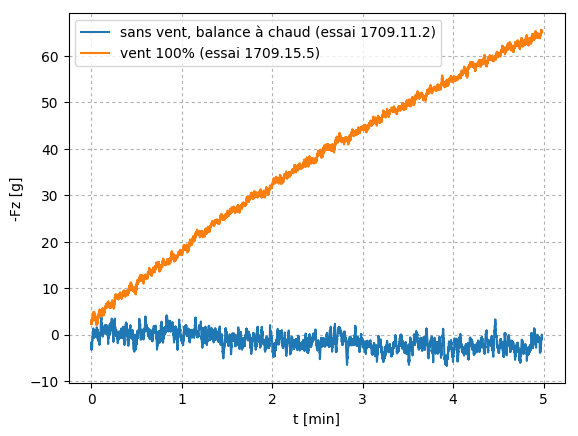 sans vent, balance à chaud (essai 1709.11.2)
vent 100% (essai 1709.15.5)
60
50
40
30
20
10
0
−10
-Fz [g]
0 1 2 3 4 5
t [min]